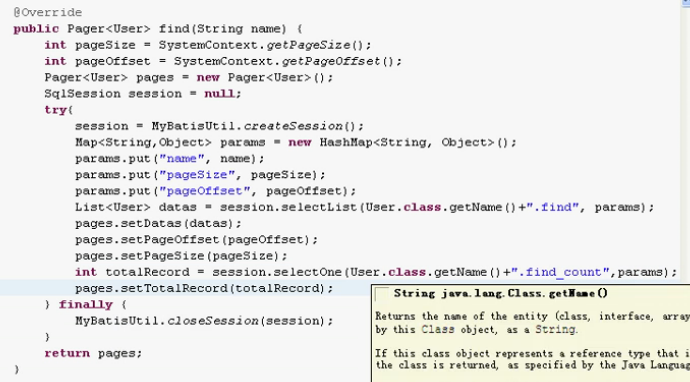 @Override
public Pager<User> find(String name) {
    int pageSize = SystemContext.getPageSize();
    int pageOffset = SystemContext.getPageOffset();
    Pager<User> pages = new Pager<User>();
    SqlSession session = null;
    try{
        session = MyBatisUtil.createSession();
        Map<String,Object> params = new HashMap<String, Object>();
        params.put("name", name);
        params.put("pageSize", pageSize);
        params.put("pageOffset", pageOffset);
        List<User> datas = session.selectList(User.class.getName()+".find", params);
        pages.setDatas(datas);
        pages.setPageOffset(pageOffset);
        pages.setPageSize(pageSize);
        int totalRecord = session.selectOne(User.class.getName()+".find_count",params);
        pages.setTotalRecord(totalRecord);
    } finally {
        MyBatisUtil.closeSession(session);
    }
    return pages;
}
String java.lang.Class.getName()
Returns the name of the entity (class, interface, array
by this Class object, as a String.
If this class object represents a reference type that i
the class is returned, as specified by the Java Languag